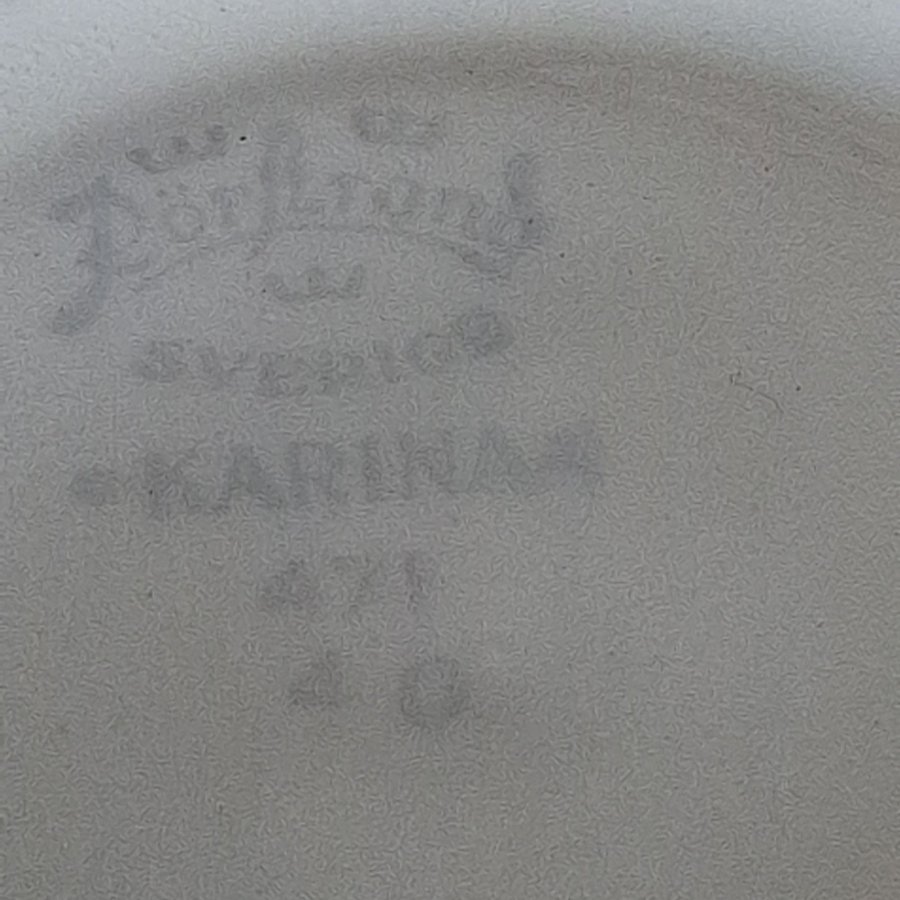 Rörstrand
SVERIGE
"KARINA"
471